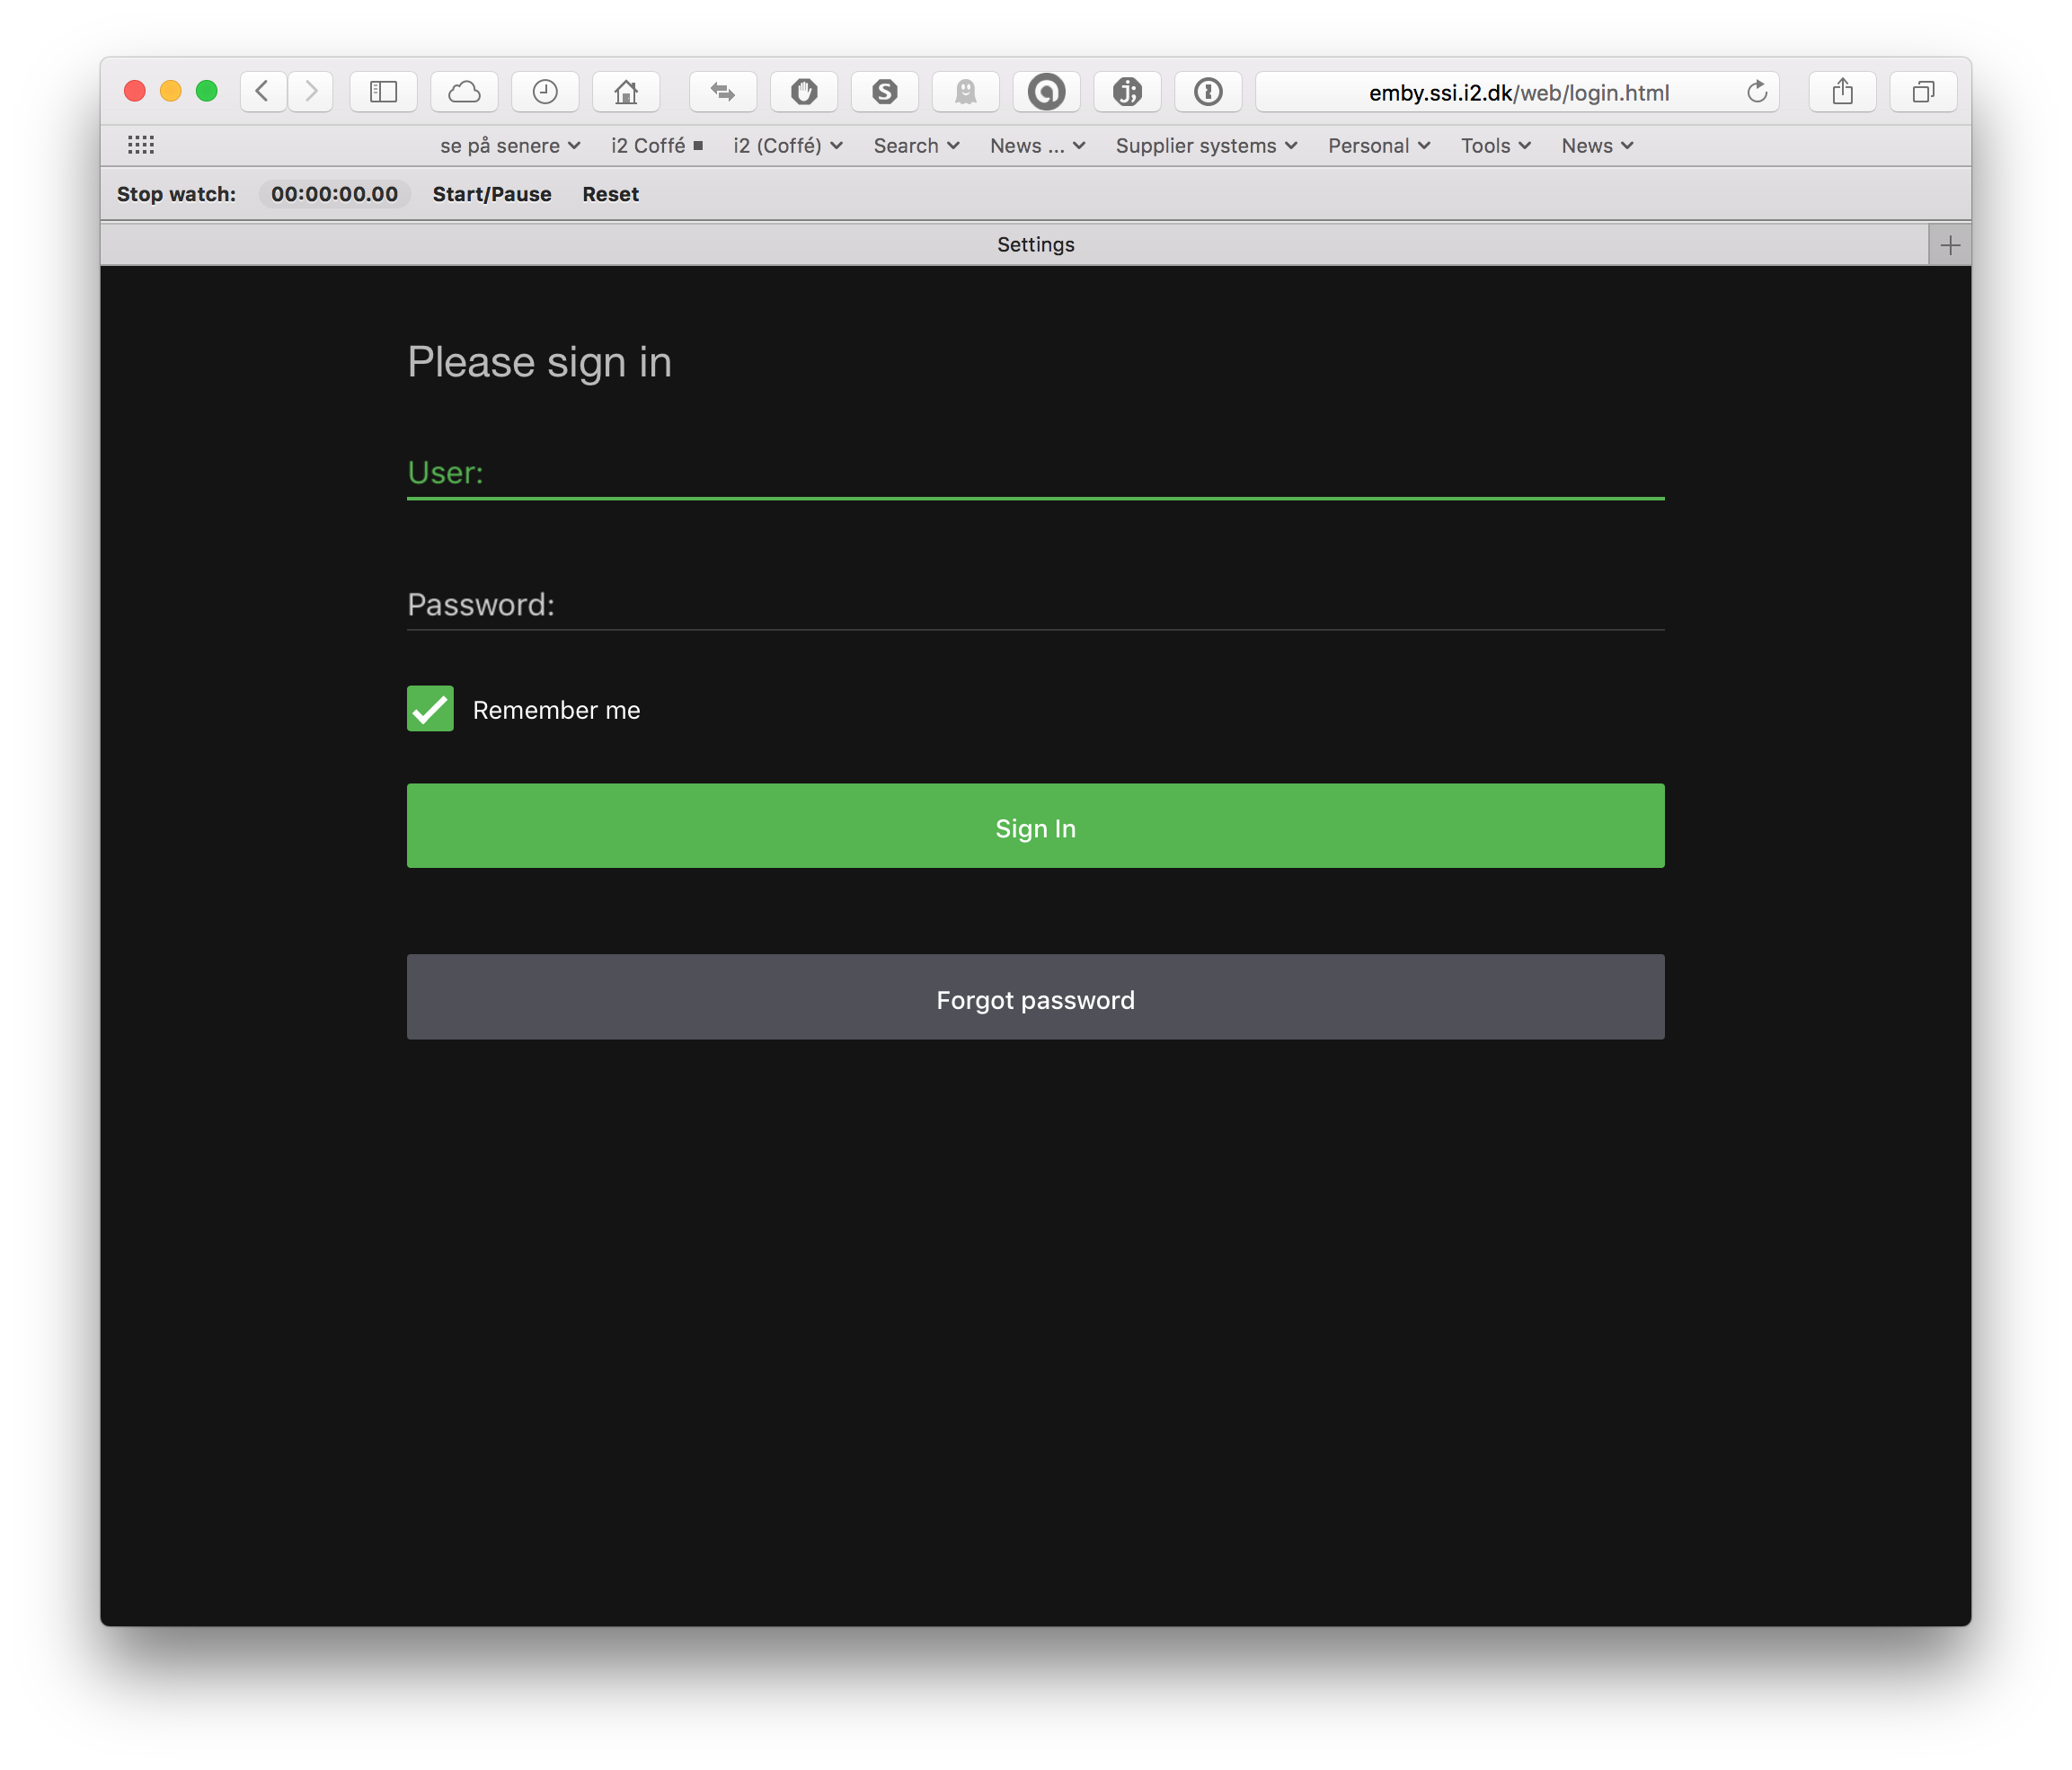 emby.ssi.i2.dk/web/login.html
se på senere i2 Coffé i2 (Coffé) Search News ... Supplier systems Personal Tools News
Stop watch: 00:00:00.00 Start/Pause Reset
Settings
Please sign in
User:
Password:
Remember me
Sign In
Forgot password